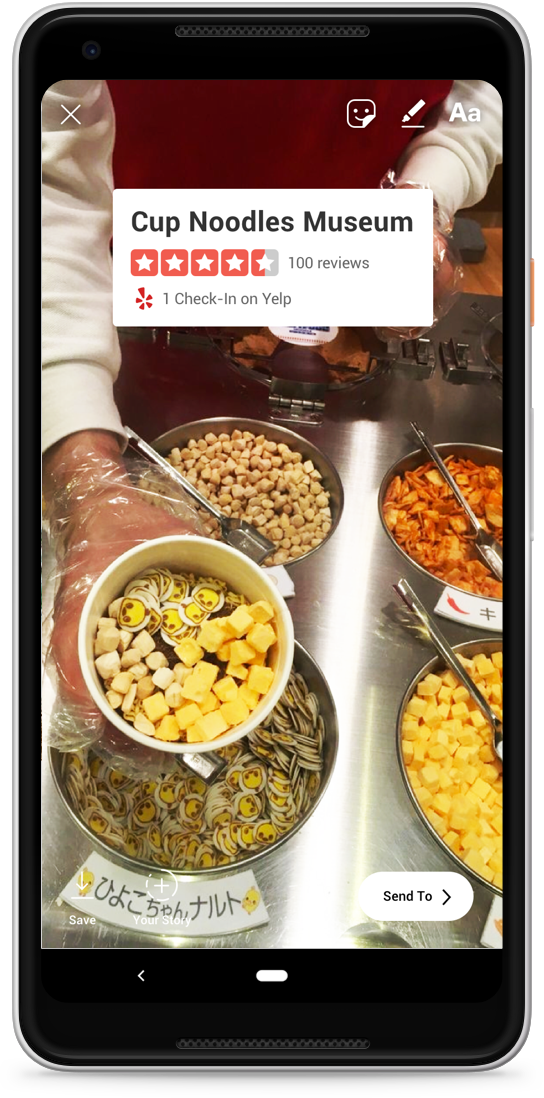 Aa
Cup Noodles Museum
100 reviews
1 Check-In on Yelp
キ
ひよこちゃんナルト
Save
Your Story
Send To